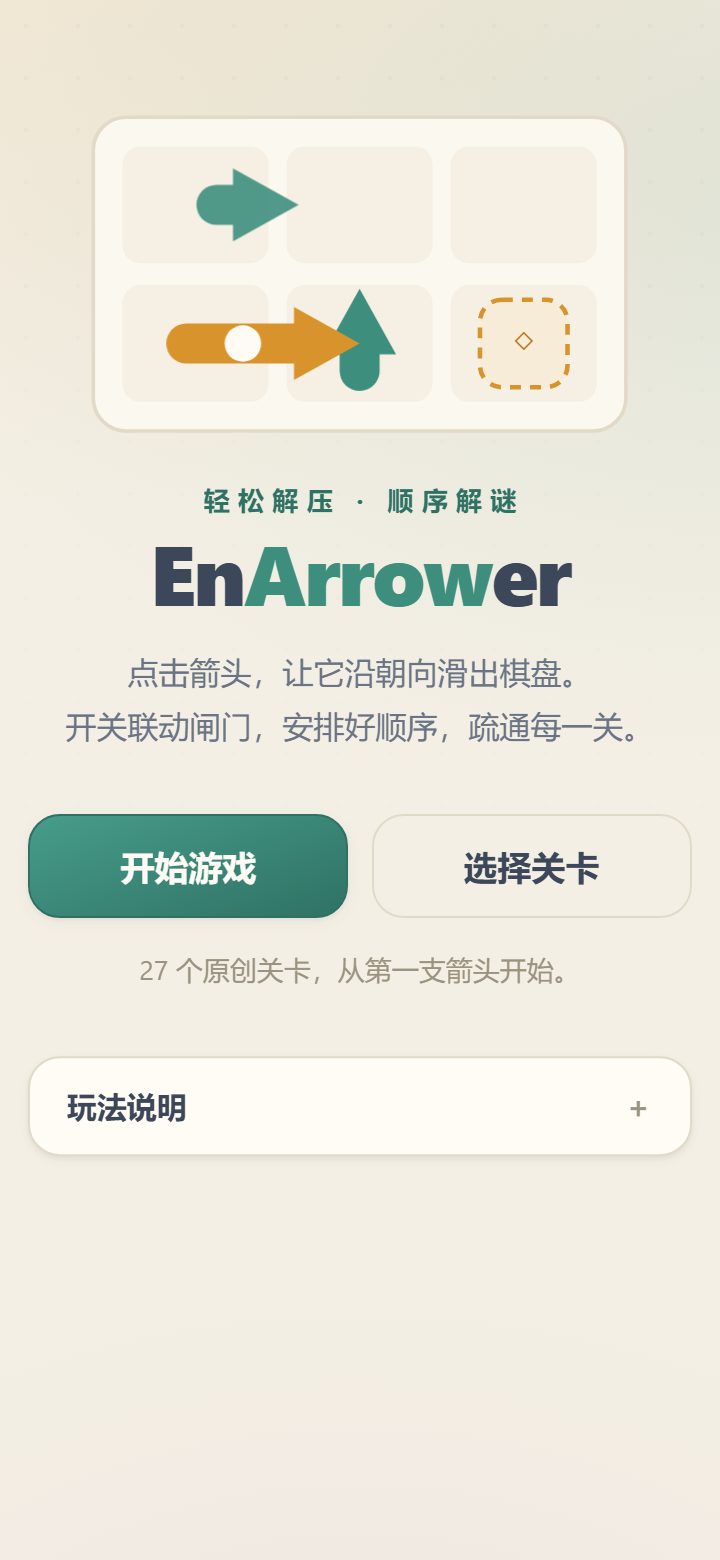 轻松解压 · 顺序解谜
EnArrower
点击箭头，让它沿朝向滑出棋盘。
开关联动闸门，安排好顺序，疏通每一关。
开始游戏
选择关卡
27 个原创关卡，从第一支箭头开始。
玩法说明 +